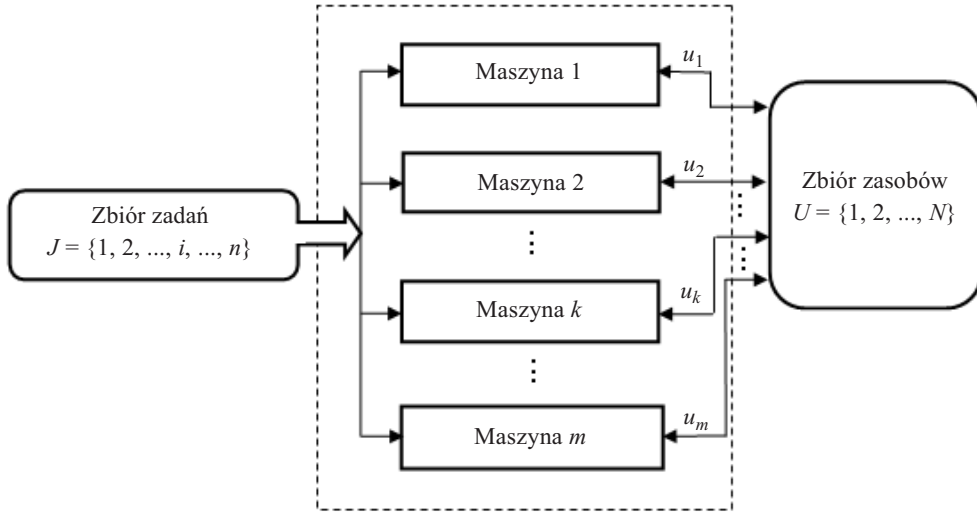 Maszyna 1
u1
Maszyna 2
u2
Zbiór zasobów
U = {1, 2, ..., N}
Zbiór zadań
J = {1, 2, ..., i, ..., n}
...
...
...
Maszyna k
uk
...
Maszyna m
um